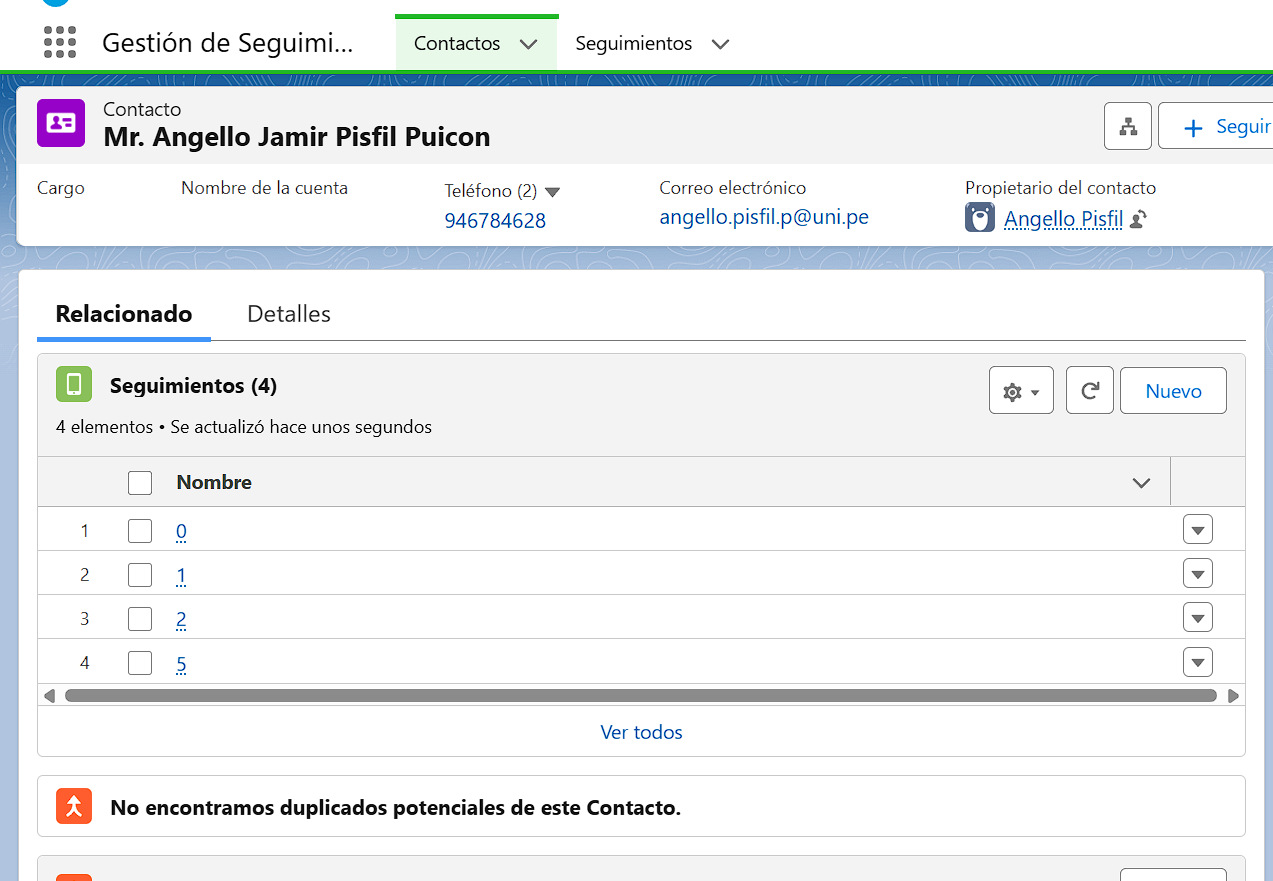 Gestión de Seguimi...
Contactos
Seguimientos
Contacto
Mr. Angello Jamir Pisfil Puicon
Seguir
Cargo
Nombre de la cuenta
Teléfono (2)
Correo electrónico
Propietario del contacto
946784628
angello.pisfil.p@uni.pe
Angello Pisfil
Relacionado
Detalles
Seguimientos (4)
Nuevo
4 elementos • Se actualizó hace unos segundos
Nombre
1 0
2 1
3 2
4 5
Ver todos
No encontramos duplicados potenciales de este Contacto.